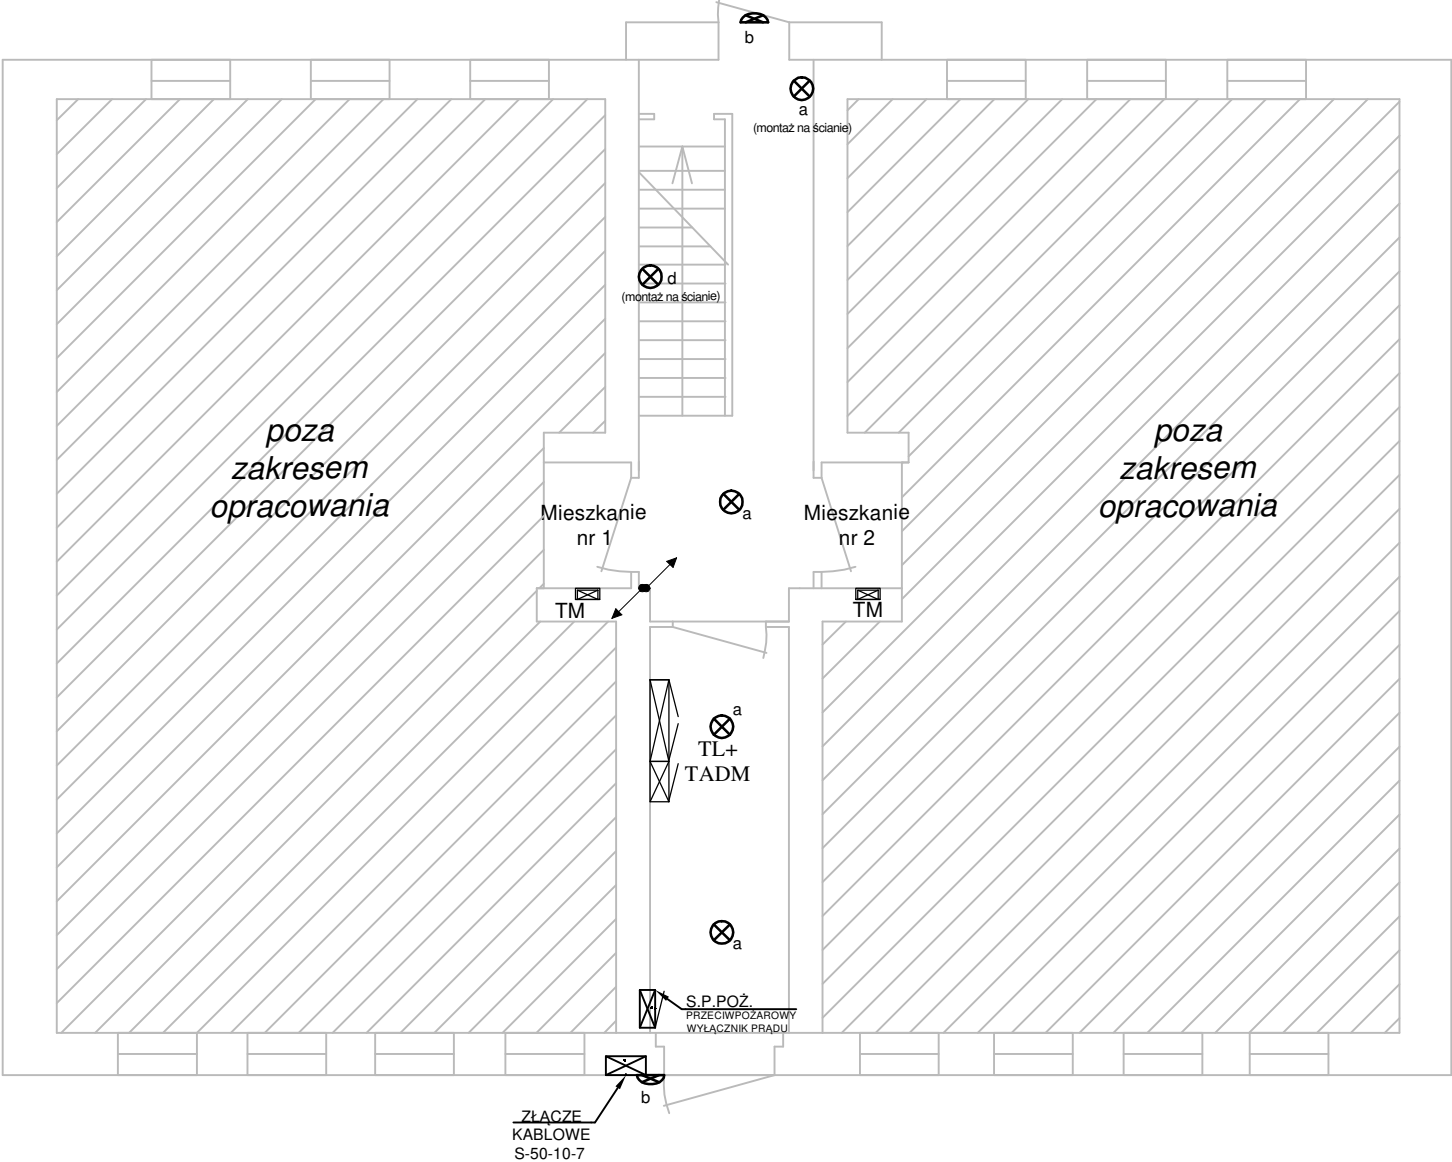 b
a
(montaż na ścianie)
d
(montaż na ścianie)
poza
zakresem
opracowania
poza
zakresem
opracowania
Mieszkanie
nr 1
a
Mieszkanie
nr 2
TM
TM
a
TL+
TADM
a
S.P.POŻ.
PRZECIWPOŻAROWY
WYŁĄCZNIK PRĄDU
b
ZŁĄCZE
KABLOWE
S-50-10-7